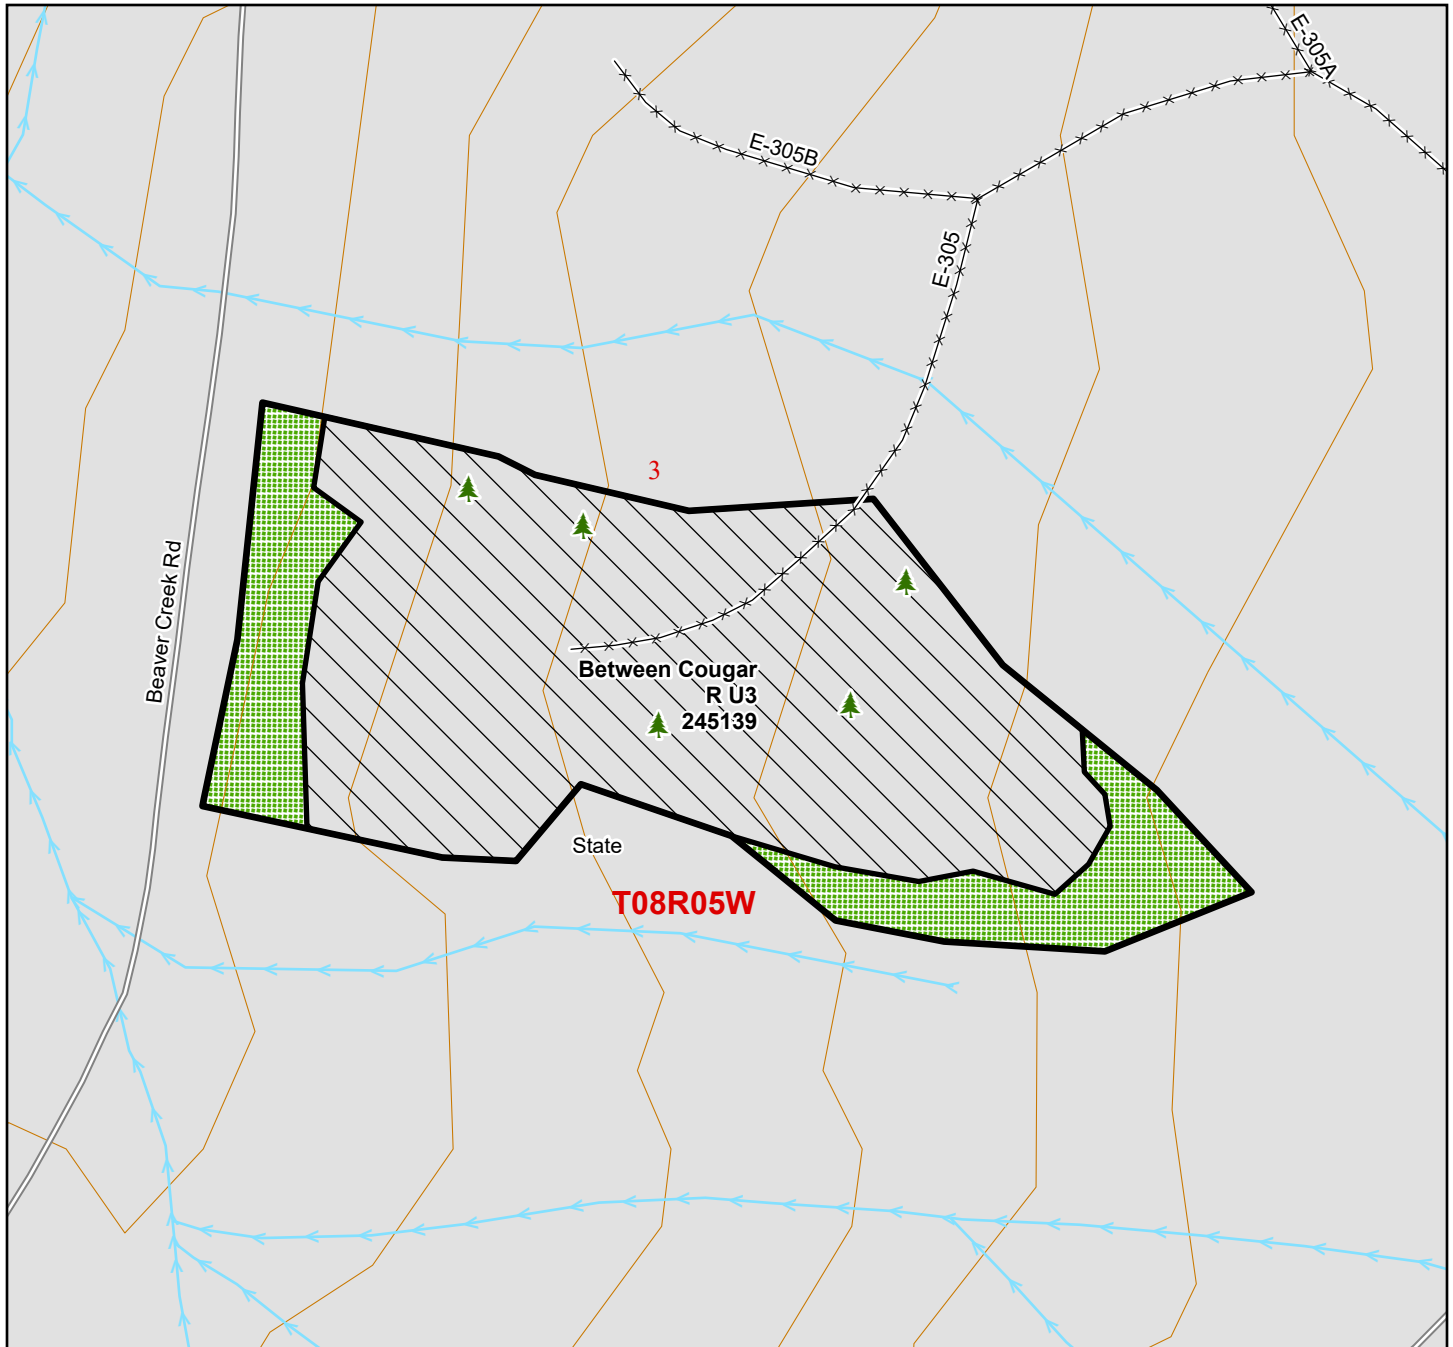 E-305A
E-305B
E-305
3
Beaver Creek Rd
Between Cougar
R U3
245139
State
T08R05W